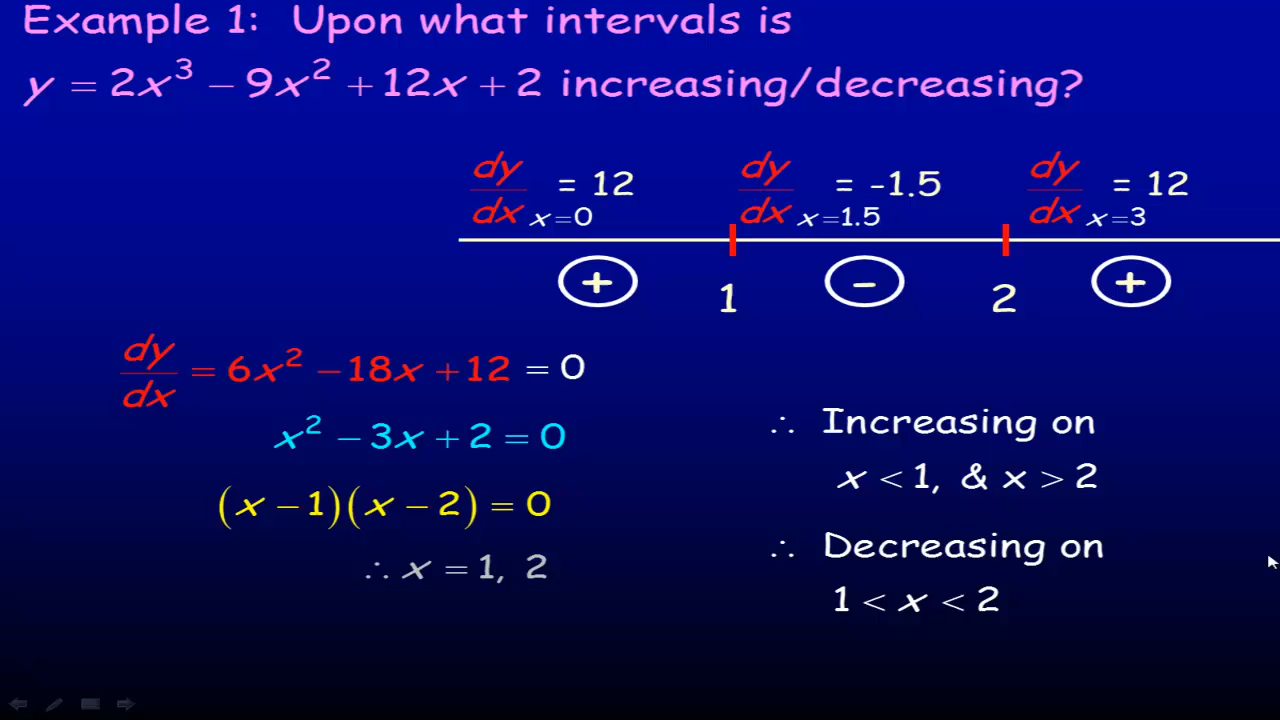 Example 1: Upon what intervals is
y = 2x³ − 9x² + 12x + 2 increasing/decreasing?
dy/dx x=0 = 12 dy/dx x=1.5 = -1.5 dy/dx x=3 = 12
+ 1 - 2 +
dy/dx = 6x² − 18x + 12 = 0
x² − 3x + 2 = 0
(x − 1)(x − 2) = 0
∴ x = 1, 2
∴ Increasing on
x < 1, & x > 2
∴ Decreasing on
1 < x < 2